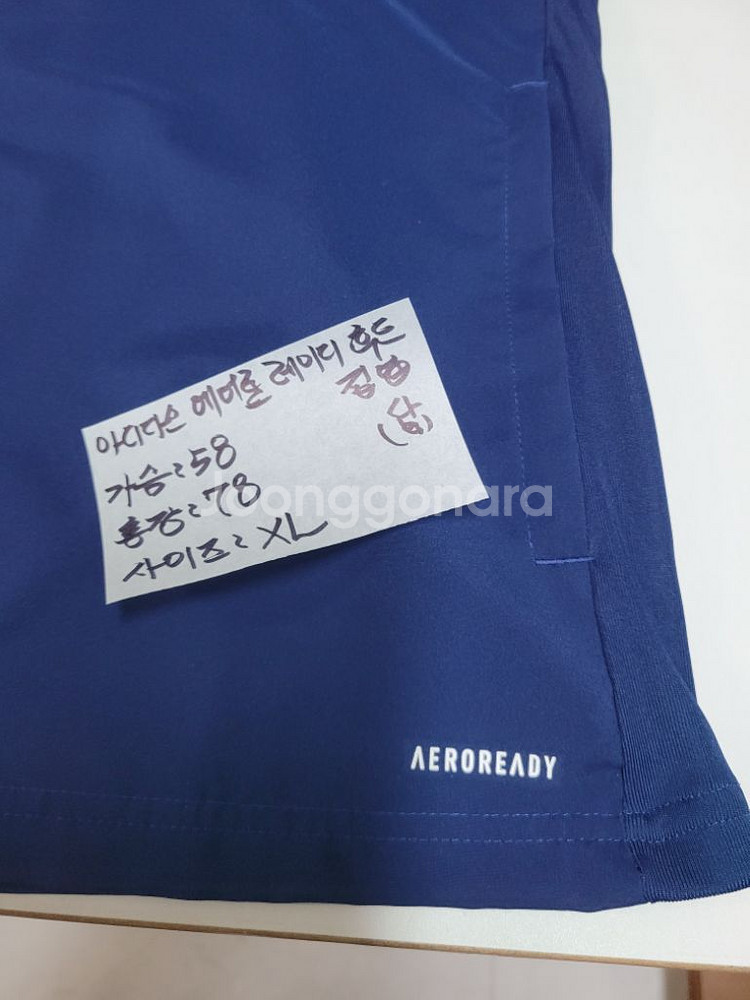 아디다스 에어로 레이디 후드
집업
(남)
가슴: 58
총장: 78
사이즈: XL
Joonggonara
AEROREADY